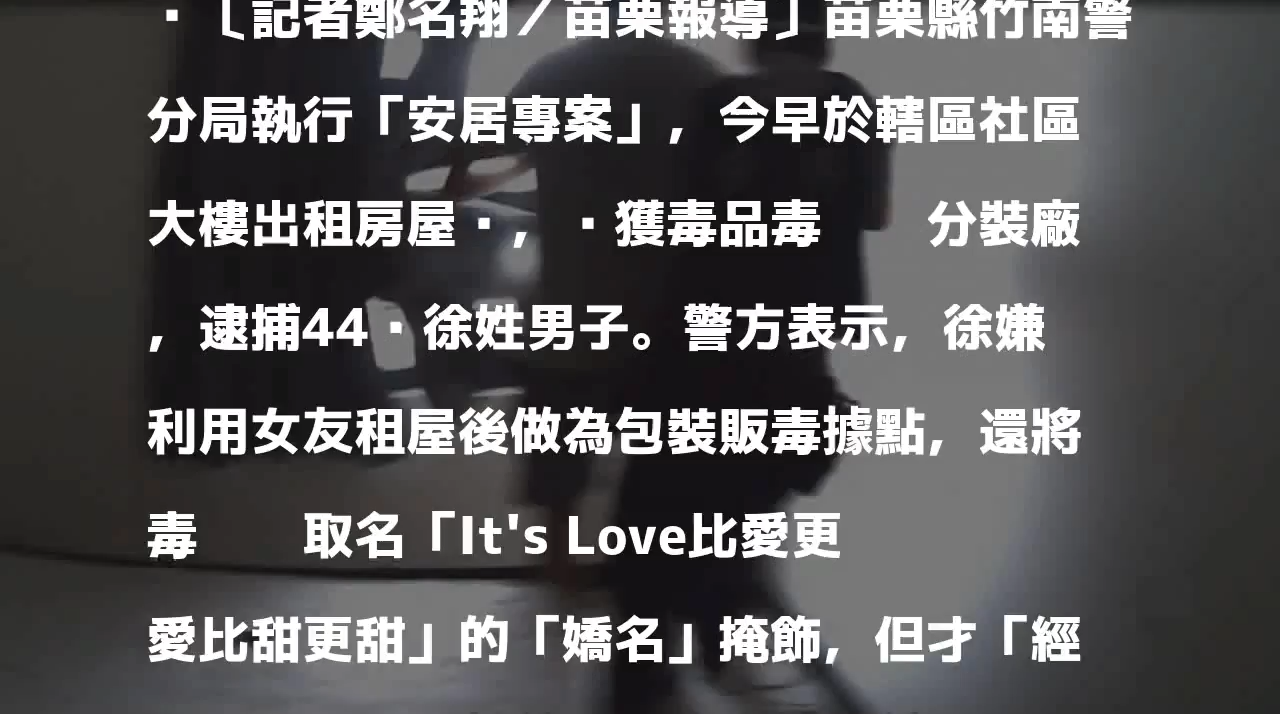 ▪〔記者鄭名翔／苗栗報導〕苗栗縣竹南警
分局執行「安居專案」，今早於轄區社區
大樓出租房屋▪，▪獲毒品毒　　分裝廠
，逮捕44▪徐姓男子。警方表示，徐嫌
利用女友租屋後做為包裝販毒據點，還將
毒　　取名「It's Love比愛更
愛比甜更甜」的「嬌名」掩飾，但才「經